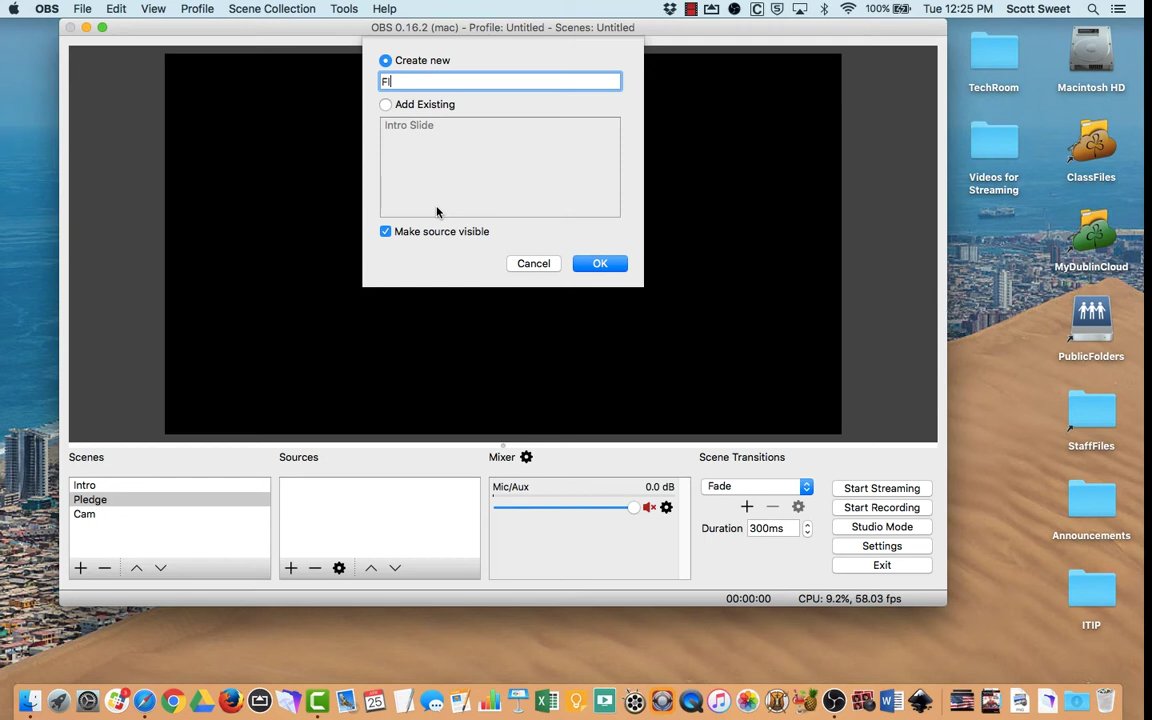 OBS File Edit View Profile Scene Collection Tools Help 100% Tue 12:25 PM Scott Sweet
OBS 0.16.2 (mac) - Profile: Untitled - Scenes: Untitled
Create new
Fl
Add Existing
Intro Slide
Make source visible
Cancel OK
TechRoom
Macintosh HD
Videos for
Streaming
ClassFiles
MyDublinCloud
PublicFolders
StaffFiles
Announcements
ITIP
Scenes
Intro
Pledge
Cam
Sources
Mixer
Mic/Aux 0.0 dB
Scene Transitions
Fade
Duration 300ms
Start Streaming
Start Recording
Studio Mode
Settings
Exit
00:00:00 CPU: 9.2%, 58.03 fps